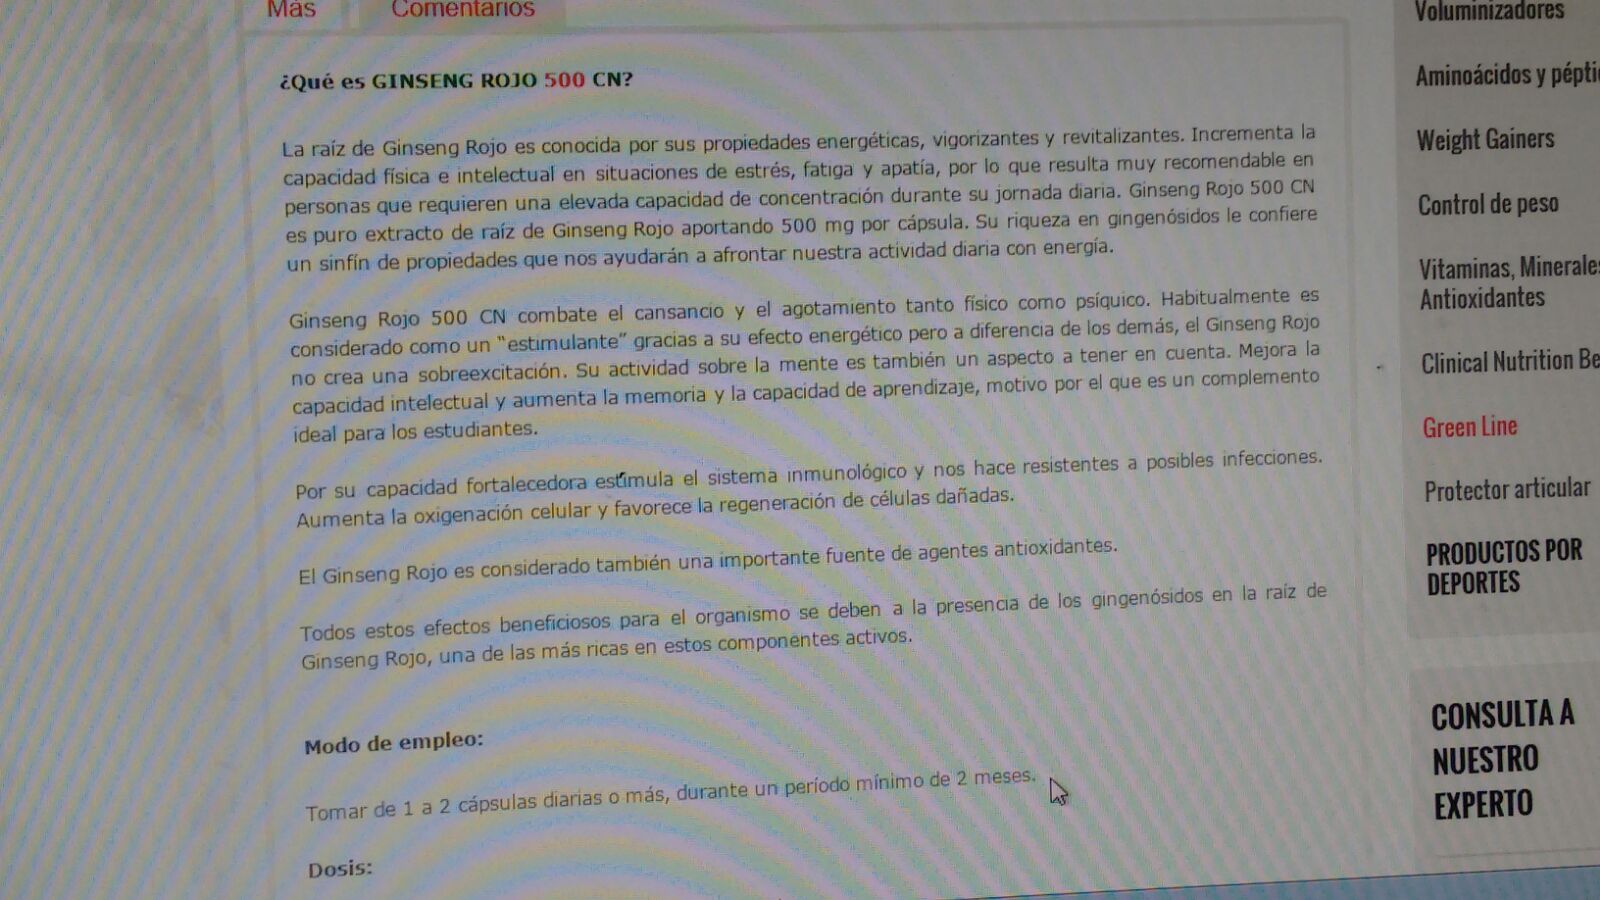 Más
Comentarios
¿Qué es GINSENG ROJO 500 CN?
La raíz de Ginseng Rojo es conocida por sus propiedades energéticas, vigorizantes y revitalizantes. Incrementa la
capacidad física e intelectual en situaciones de estrés, fatiga y apatía, por lo que resulta muy recomendable en
personas que requieren una elevada capacidad de concentración durante su jornada diaria. Ginseng Rojo 500 CN
es puro extracto de raíz de Ginseng Rojo aportando 500 mg por cápsula. Su riqueza en gingenósidos le confiere
un sinfín de propiedades que nos ayudarán a afrontar nuestra actividad diaria con energía.
Ginseng Rojo 500 CN combate el cansancio y el agotamiento tanto físico como psíquico. Habitualmente es
considerado como un “estimulante” gracias a su efecto energético pero a diferencia de los demás, el Ginseng Rojo
no crea una sobreexcitación. Su actividad sobre la mente es también un aspecto a tener en cuenta. Mejora la
capacidad intelectual y aumenta la memoria y la capacidad de aprendizaje, motivo por el que es un complemento
ideal para los estudiantes.
Por su capacidad fortalecedora estimula el sistema inmunológico y nos hace resistentes a posibles infecciones.
Aumenta la oxigenación celular y favorece la regeneración de células dañadas.
El Ginseng Rojo es considerado también una importante fuente de agentes antioxidantes.
Todos estos efectos beneficiosos para el organismo se deben a la presencia de los gingenósidos en la raíz de
Ginseng Rojo, una de las más ricas en estos componentes activos.
Modo de empleo:
Tomar de 1 a 2 cápsulas diarias o más, durante un período mínimo de 2 meses.
Dosis:
Voluminizadores
Aminoácidos y pépti
Weight Gainers
Control de peso
Vitaminas, Minerales
Antioxidantes
Clinical Nutrition Be
Green Line
Protector articular
PRODUCTOS POR
DEPORTES
CONSULTA A
NUESTRO
EXPERTO